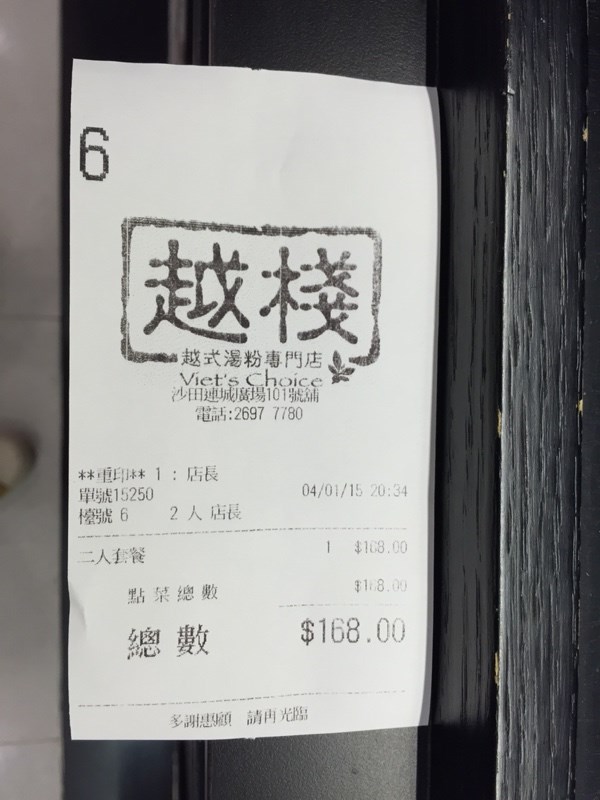 6
越棧
越式湯粉專門店
Viet's Choice
沙田連城廣場101號舖
電話:2697 7780
**重印** 1 : 店長
單號15250
04/01/15 20:34
檯號 6 2 人 店長
二人套餐 1 $168.00
點菜總數 $168.00
總數 $168.00
多謝惠顧 請再光臨